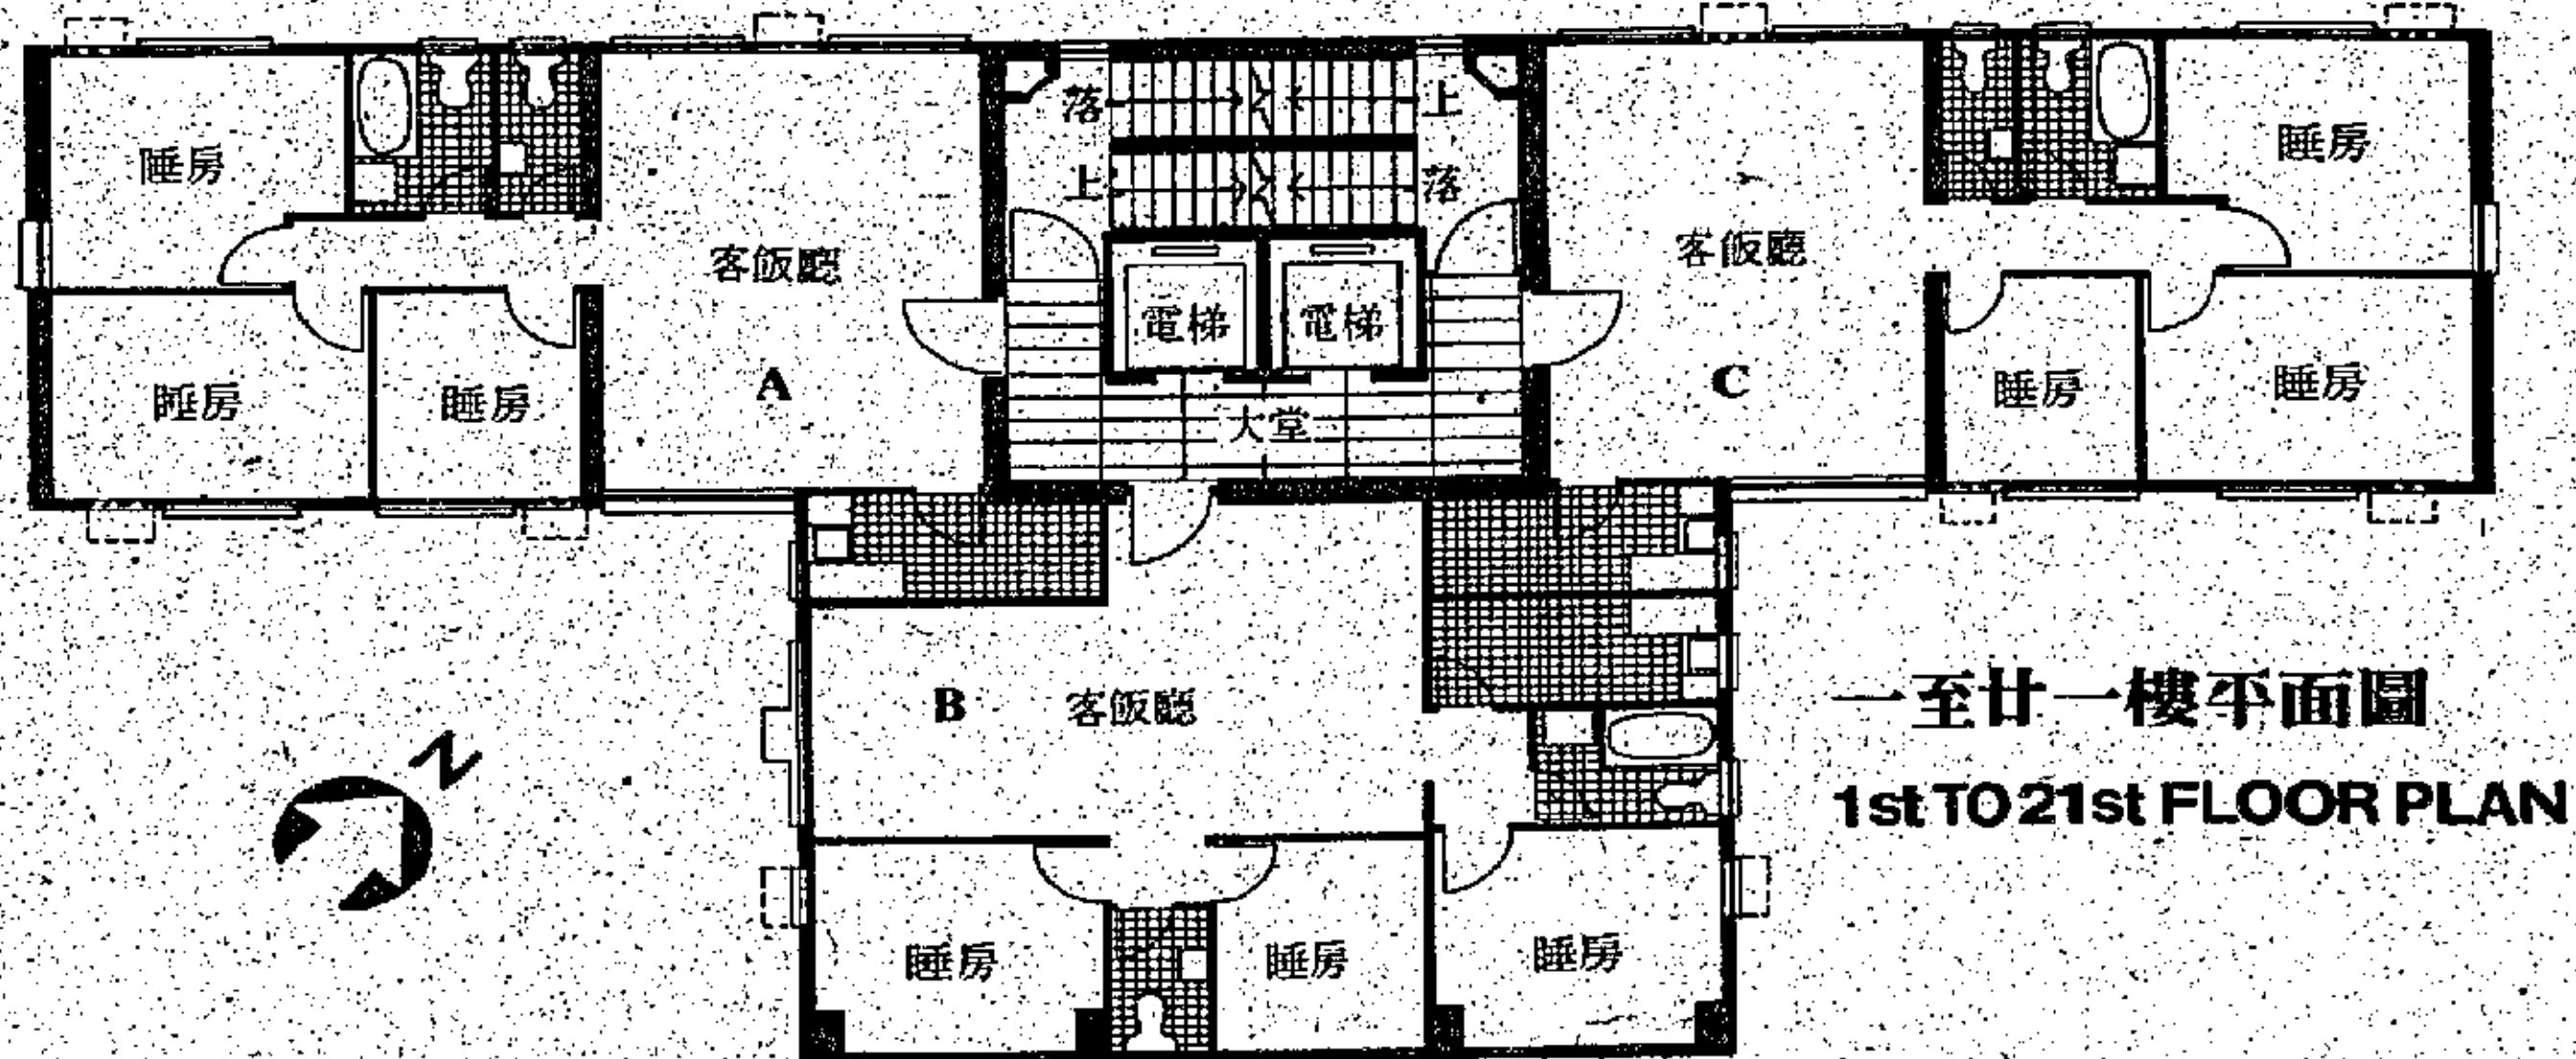 落
上
上
落
睡房
睡房
客飯廳
客飯廳
電梯
電梯
睡房
睡房
A
大堂
C
睡房
睡房
B
客飯廳
一至廿一樓平面圖
N
1st TO 21st FLOOR PLAN
睡房
睡房
睡房